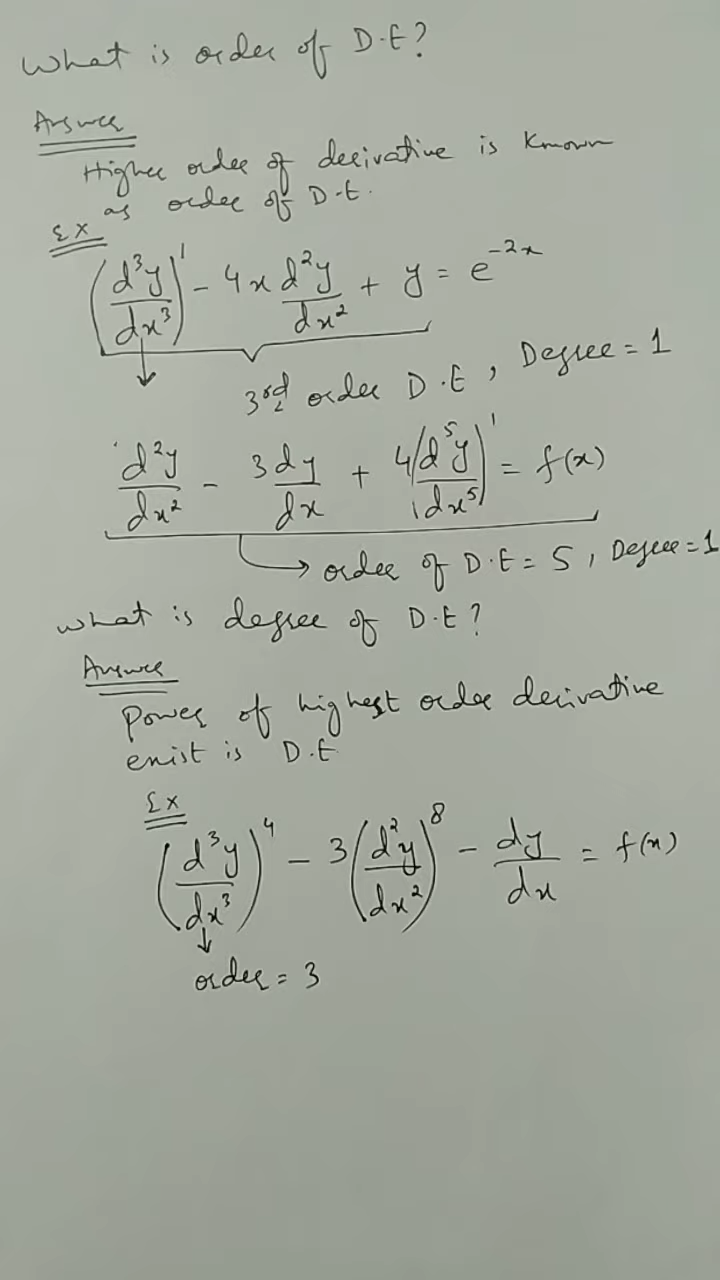 What is order of D.E?
Answer
Higher order of derivative is known
as order of D.E.
Ex
(d³y/dx³)¹ - 4x d²y/dx² + y = e^-2x
3rd order D.E, Degree = 1
d²y/dx² - 3 dy/dx + 4(d⁵y/dx⁵)¹ = f(x)
order of D.E = 5, Degree = 1
What is degree of D.E?
Answer
Power of highest order derivative
exist is D.E
Ex
(d³y/dx³)⁴ - 3(d²y/dx²)⁸ - dy/dx = f(x)
order = 3